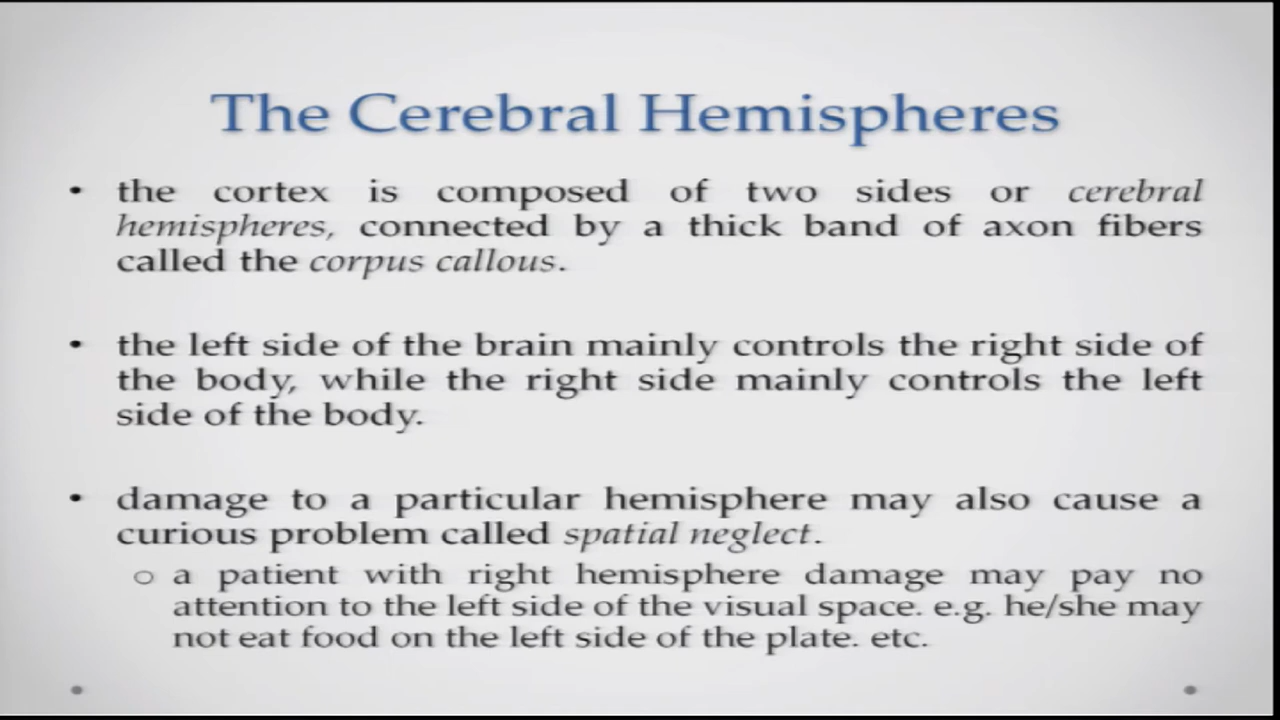 The Cerebral Hemispheres
• the cortex is composed of two sides or cerebral
hemispheres, connected by a thick band of axon fibers
called the corpus callous.
• the left side of the brain mainly controls the right side of
the body, while the right side mainly controls the left
side of the body.
• damage to a particular hemisphere may also cause a
curious problem called spatial neglect.
o a patient with right hemisphere damage may pay no
attention to the left side of the visual space. e.g. he/she may
not eat food on the left side of the plate. etc.